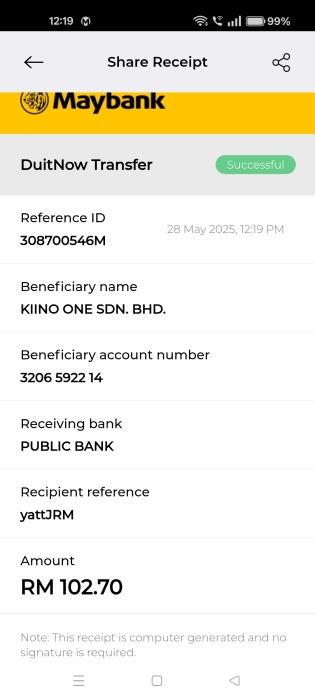 12:19
99%
Share Receipt
Maybank
DuitNow Transfer
Successful
Reference ID
28 May 2025, 12:19 PM
308700546M
Beneficiary name
KIINO ONE SDN. BHD.
Beneficiary account number
3206 5922 14
Receiving bank
PUBLIC BANK
Recipient reference
yattJRM
Amount
RM 102.70
Note: This receipt is computer generated and no
signature is required.